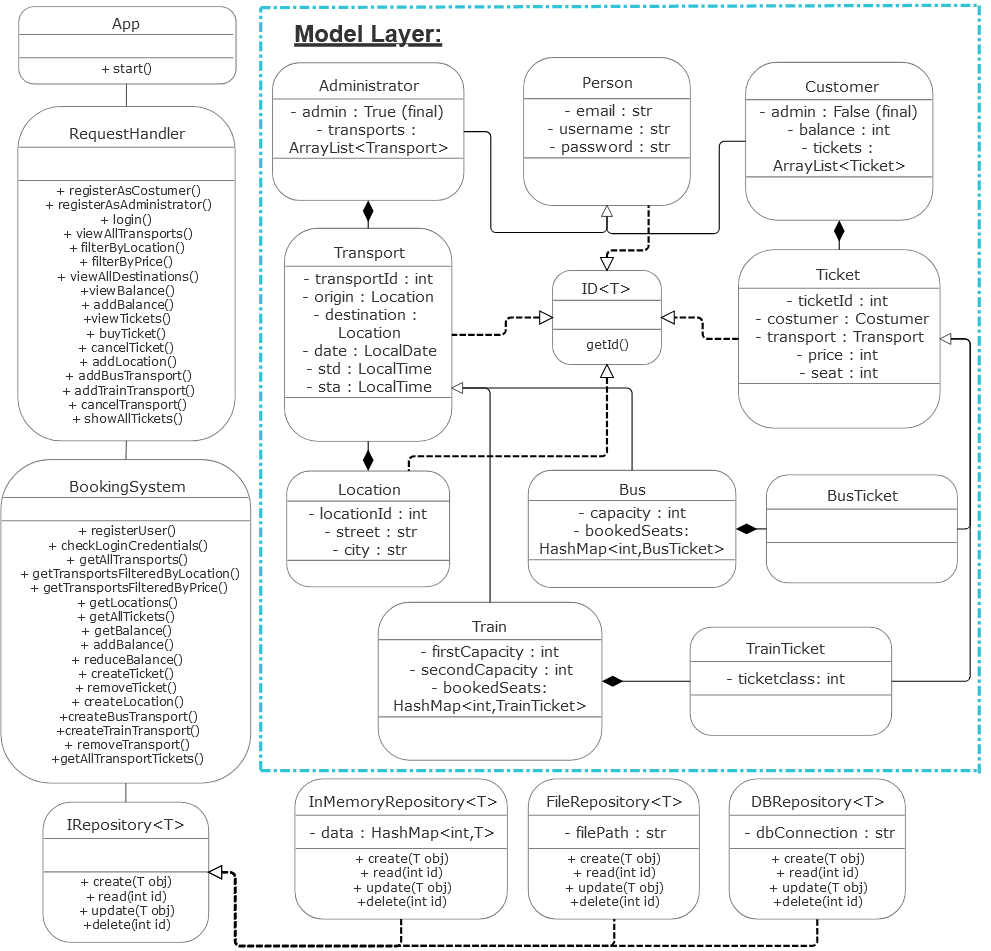 App
+ start()
RequestHandler
+ registerAsCostumer()
+ registerAsAdministrator()
+ login()
+ viewAllTransports()
+ filterByLocation()
+ filterByPrice()
+ viewAllDestinations()
+viewBalance()
+ addBalance()
+viewTickets()
+ buyTicket()
+ cancelTicket()
+ addLocation()
+ addBusTransport()
+ addTrainTransport()
+ cancelTransport()
+ showAllTickets()
BookingSystem
+ registerUser()
+ checkLoginCredentials()
+ getAllTransports()
+ getTransportsFilteredByLocation()
+ getTransportsFilteredByPrice()
+ getLocations()
+ getAllTickets()
+ getBalance()
+ addBalance()
+ reduceBalance()
+ createTicket()
+ removeTicket()
+ createLocation()
+createBusTransport()
+createTrainTransport()
+ removeTransport()
+getAllTransportTickets()
IRepository<T>
+ create(T obj)
+ read(int id)
+ update(T obj)
+delete(int id)
Model Layer:
Administrator
- admin : True (final)
- transports :
ArrayList<Transport>
Person
- email : str
- username : str
- password : str
Customer
- admin : False (final)
- balance : int
- tickets :
ArrayList<Ticket>
Transport
- transportId : int
- origin : Location
- destination :
Location
- date : LocalDate
- std : LocalTime
- sta : LocalTime
ID<T>
getId()
Ticket
- ticketId : int
- costumer : Costumer
- transport : Transport
- price : int
- seat : int
Location
- locationId : int
- street : str
- city : str
Bus
- capacity : int
- bookedSeats:
HashMap<int,BusTicket>
BusTicket
Train
- firstCapacity : int
- secondCapacity : int
- bookedSeats:
HashMap<int,TrainTicket>
TrainTicket
- ticketclass: int
InMemoryRepository<T>
- data : HashMap<int,T>
+ create(T obj)
+ read(int id)
+ update(T obj)
+delete(int id)
FileRepository<T>
- filePath : str
+ create(T obj)
+ read(int id)
+ update(T obj)
+delete(int id)
DBRepository<T>
- dbConnection : str
+ create(T obj)
+ read(int id)
+ update(T obj)
+delete(int id)